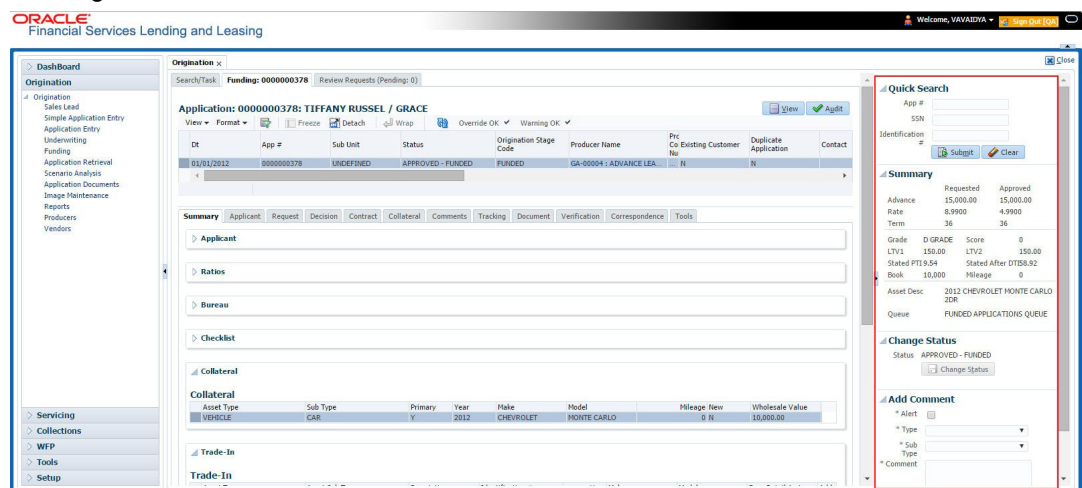 ORACLE
Financial Services Lending and Leasing
Welcome, VAVAIDYA
Sign Out [QA]
Close
DashBoard
Origination
Origination
Sales Lead
Simple Application Entry
Application Entry
Underwriting
Funding
Application Retrieval
Scenario Analysis
Application Documents
Image Maintenance
Reports
Producers
Vendors
Servicing
Collections
WFP
Tools
Setup
Origination x
Search/Task Funding: 0000000378 Review Requests (Pending: 0)
Application: 0000000378: TIFFANY RUSSEL / GRACE
View Audit
View Format Freeze Detach Wrap Override OK Warning OK
Dt App # Sub Unit Status Origination Stage Code Producer Name Existing Customer Duplicate Application Contact
01/01/2012 0000000378 UNDEFINED APPROVED - FUNDED FUNDED GA-00004 : ADVANCE LEA... ... N N
Summary Applicant Request Decision Contract Collateral Comments Tracking Document Verification Correspondence Tools
Applicant
Ratios
Bureau
Checklist
Collateral
Collateral
Asset Type Sub Type Primary Year Make Model Mileage New Wholesale Value
VEHICLE CAR Y 2012 CHEVROLET MONTE CARLO 0 N 10,000.00
Trade-In
Trade-In
Quick Search
App #
SSN
Identification #
Submit Clear
Summary
Requested Approved
Advance 15,000.00 15,000.00
Rate 8.9900 4.9900
Term 36 36
Grade D GRADE Score 0
LTV1 150.00 LTV2 150.00
Stated PTI 9.54 Stated After DTI 58.92
Book 10,000 Mileage 0
Asset Desc 2012 CHEVROLET MONTE CARLO
2DR
Queue FUNDED APPLICATIONS QUEUE
Change Status
Status APPROVED - FUNDED
Change Status
Add Comment
* Alert
* Type
* Sub
Type
* Comment